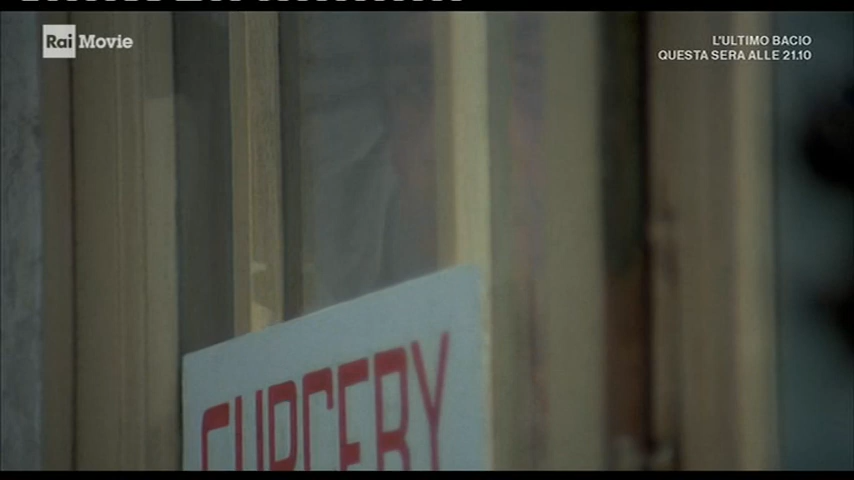 Rai Movie
L'ULTIMO BACIO
QUESTA SERA ALLE 21.10
SURGERY